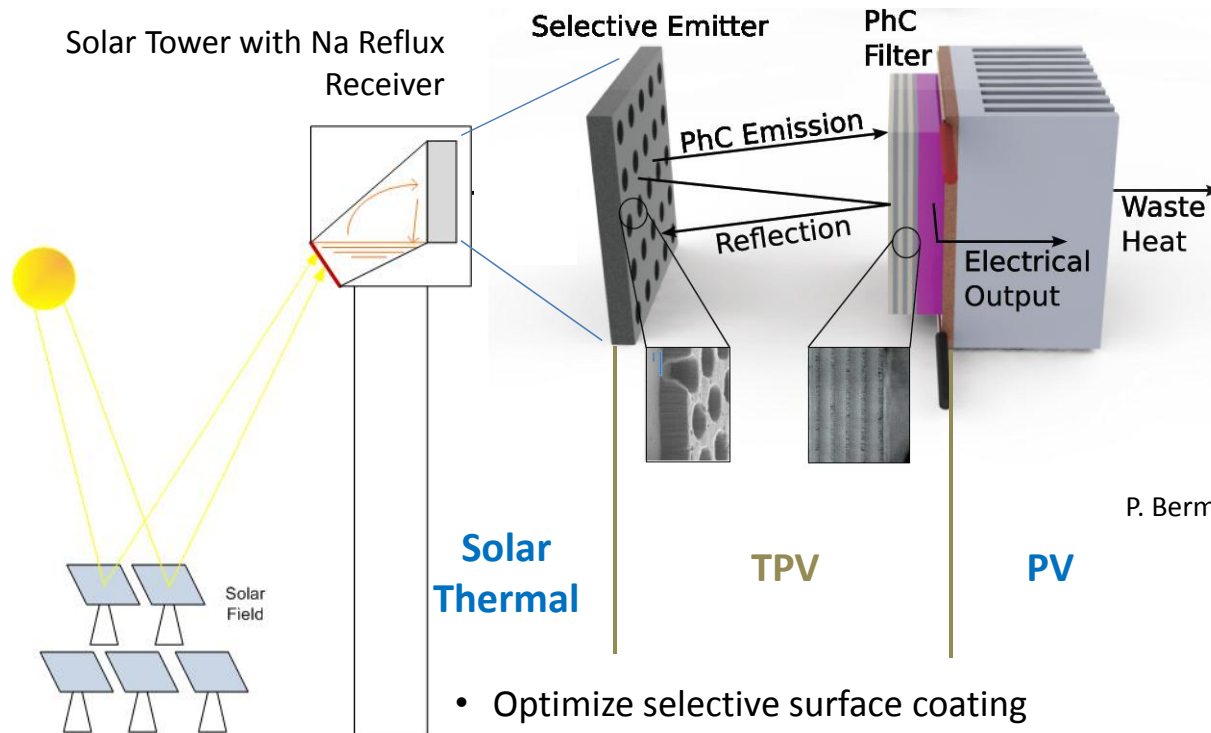 Solar Tower with Na Reflux
Receiver
Selective Emitter
PhC
Filter
PhC Emission
Reflection
Electrical
Output
Waste
Heat
P. Berm
Solar
Field
Solar
Thermal
TPV
PV
• Optimize selective surface coating